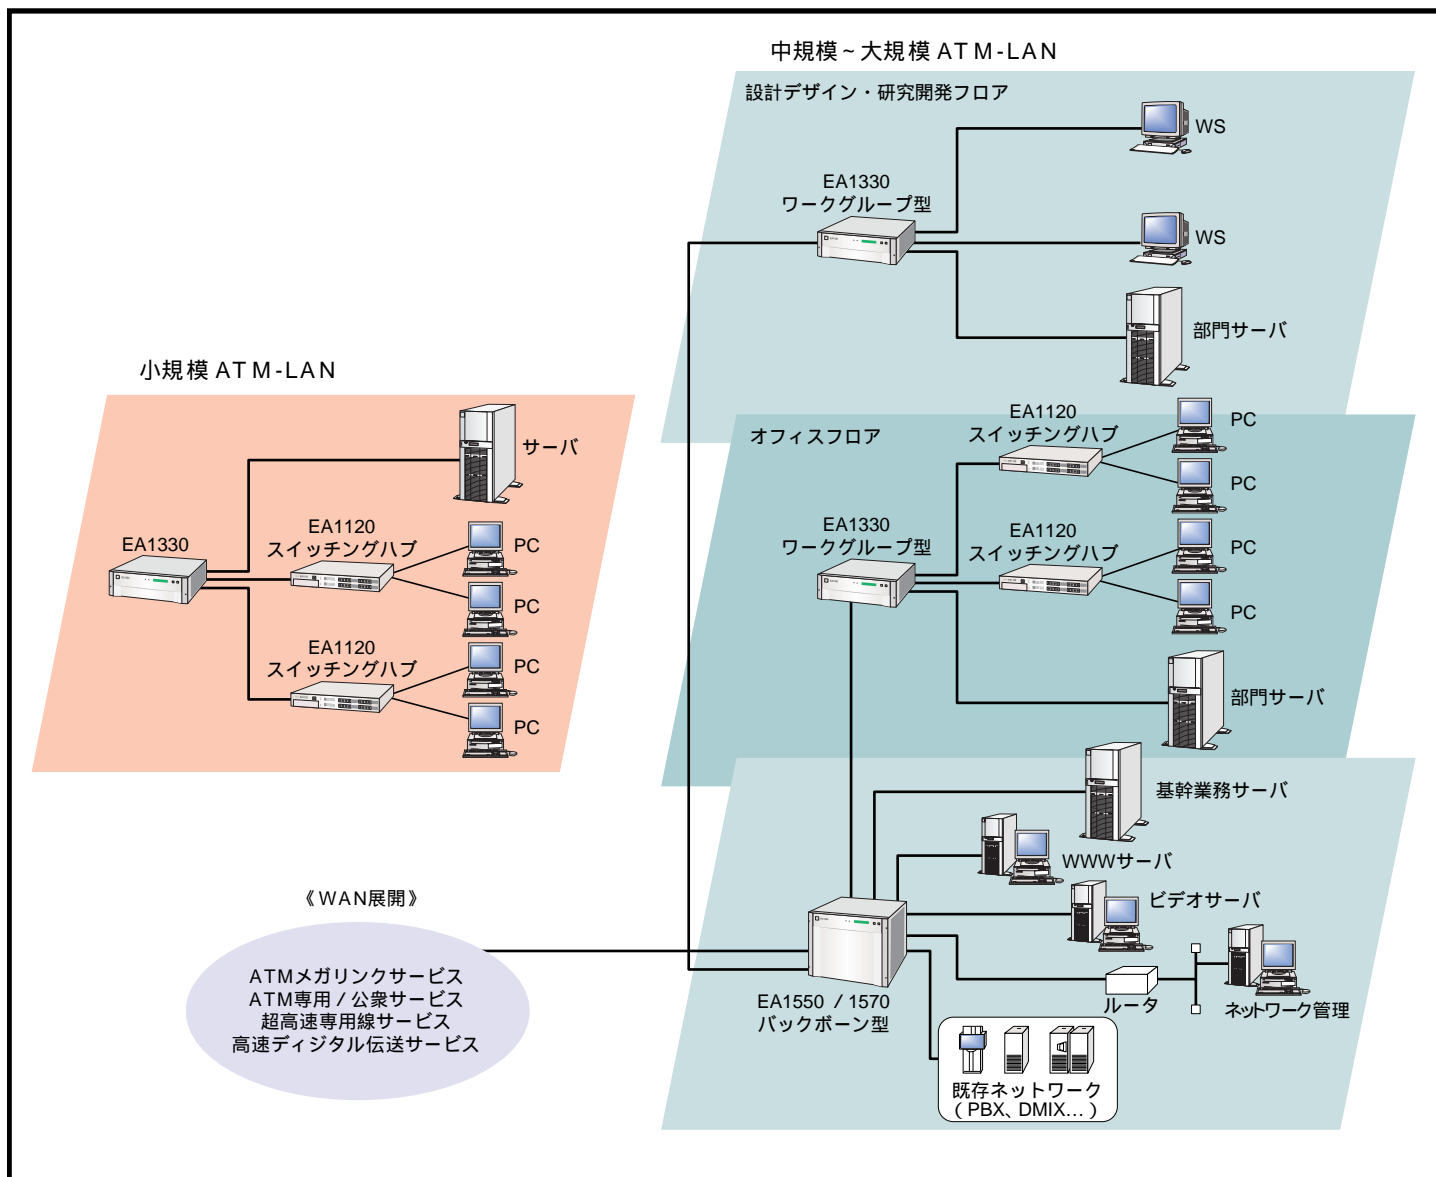 中規模～大規模 ATM-LAN
設計デザイン・研究開発フロア
WS
EA1330
ワークグループ型
WS
部門サーバ
小規模 ATM-LAN
サーバ
EA1330
EA1120
スイッチングハブ
PC
PC
EA1120
スイッチングハブ
PC
PC
オフィスフロア
EA1120
スイッチングハブ
PC
PC
EA1330
ワークグループ型
EA1120
スイッチングハブ
PC
PC
部門サーバ
基幹業務サーバ
WWWサーバ
ビデオサーバ
EA1550 / 1570
バックボーン型
ルータ
ネットワーク管理
既存ネットワーク
（PBX、DMIX…）
《WAN展開》
ATMメガリンクサービス
ATM専用 / 公衆サービス
超高速専用線サービス
高速ディジタル伝送サービス